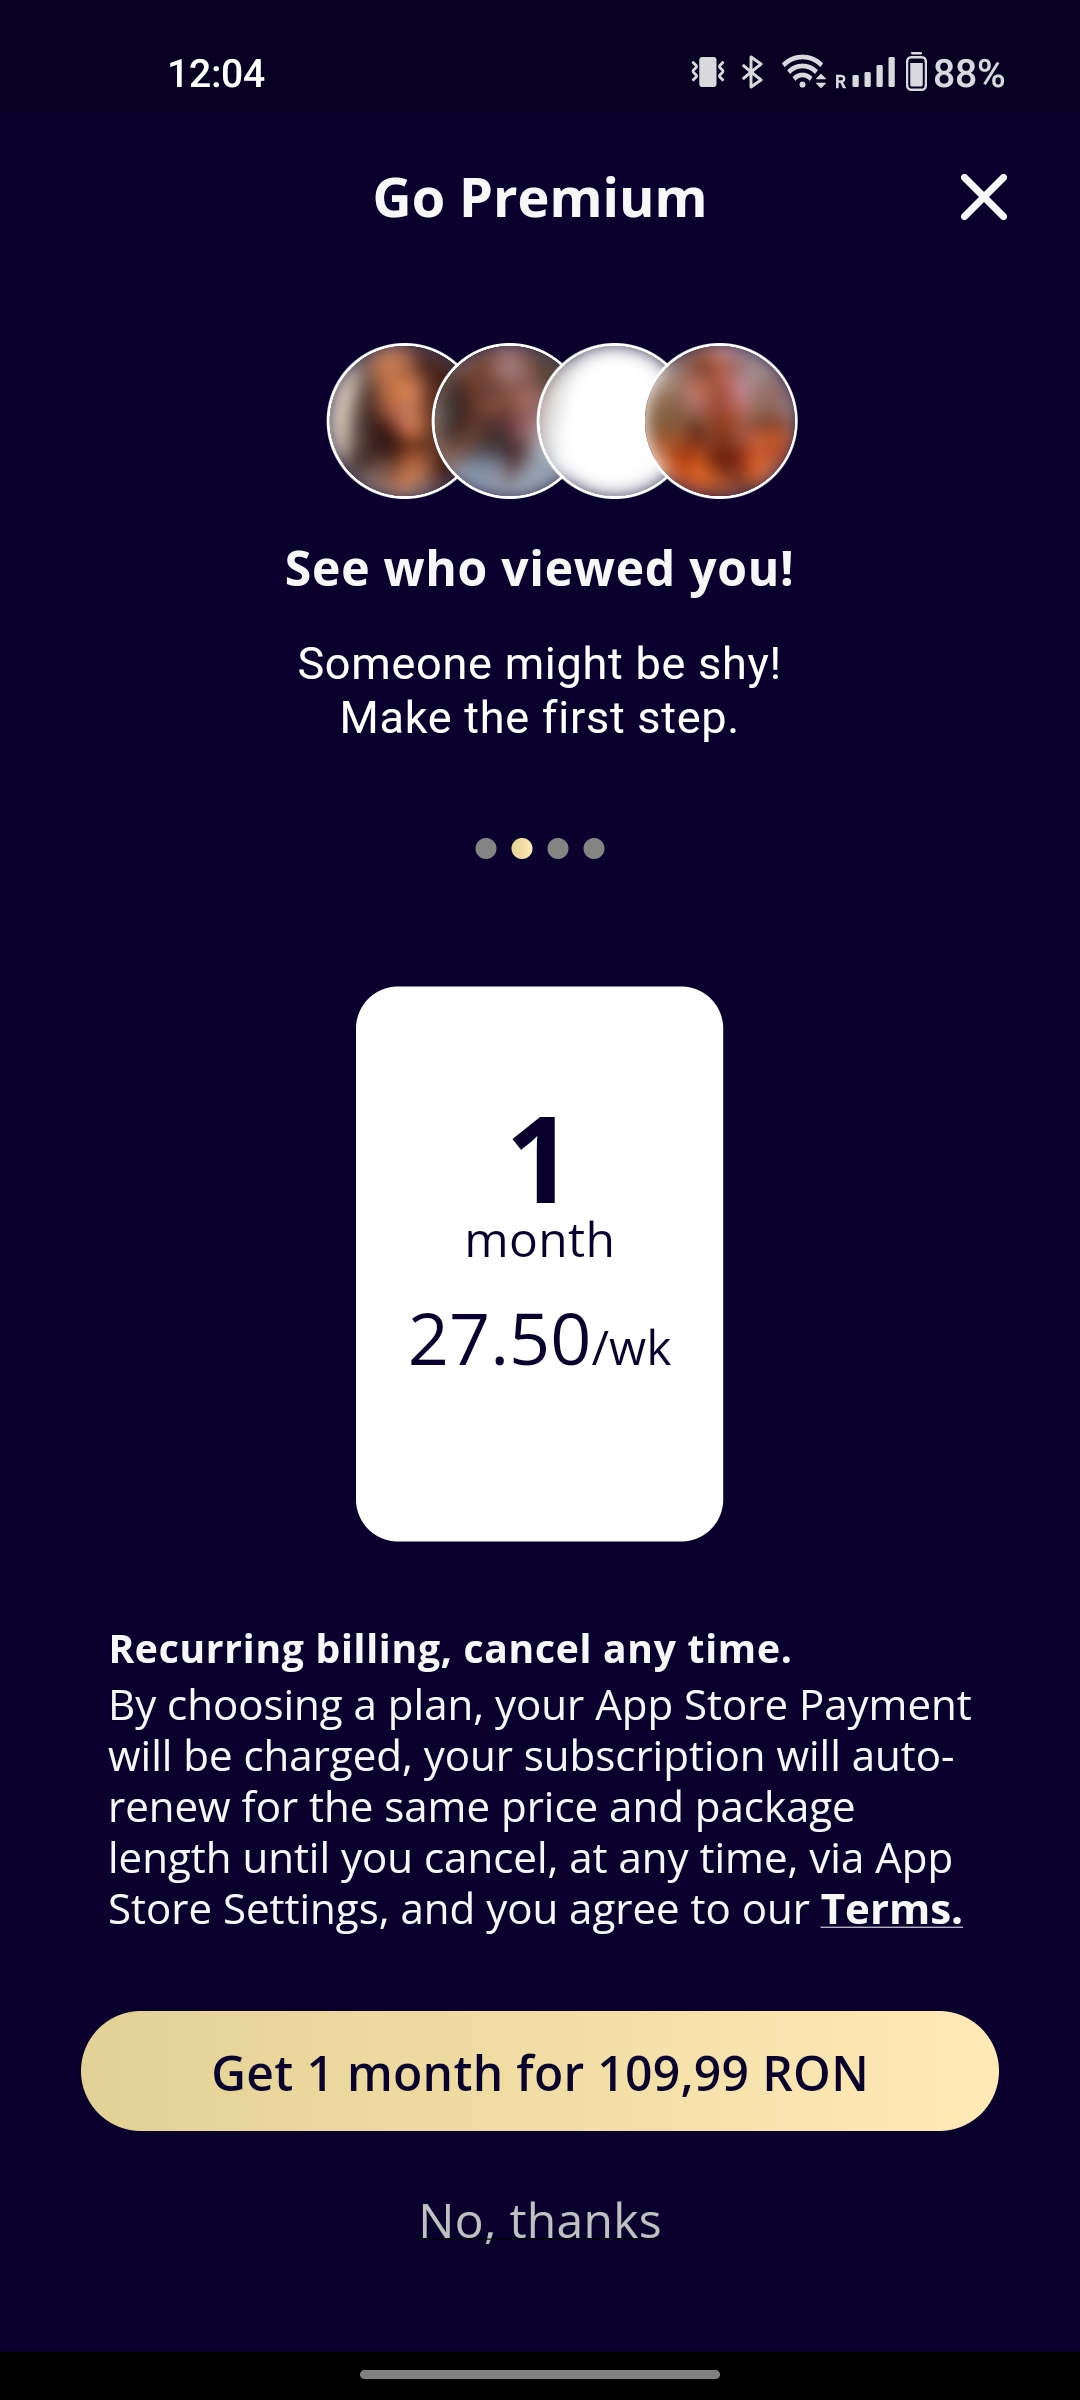 12:04
R
88%
Go Premium
See who viewed you!
Someone might be shy!
Make the first step.
1
month
27.50/wk
Recurring billing, cancel any time.
By choosing a plan, your App Store Payment
will be charged, your subscription will auto-
renew for the same price and package
length until you cancel, at any time, via App
Store Settings, and you agree to our Terms.
Get 1 month for 109,99 RON
No, thanks